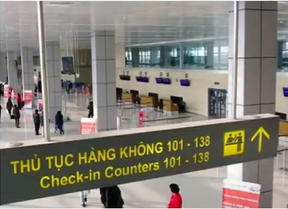 THỦ TỤC HÀNG KHÔNG 101 - 138
Check-in Counters 101 - 138